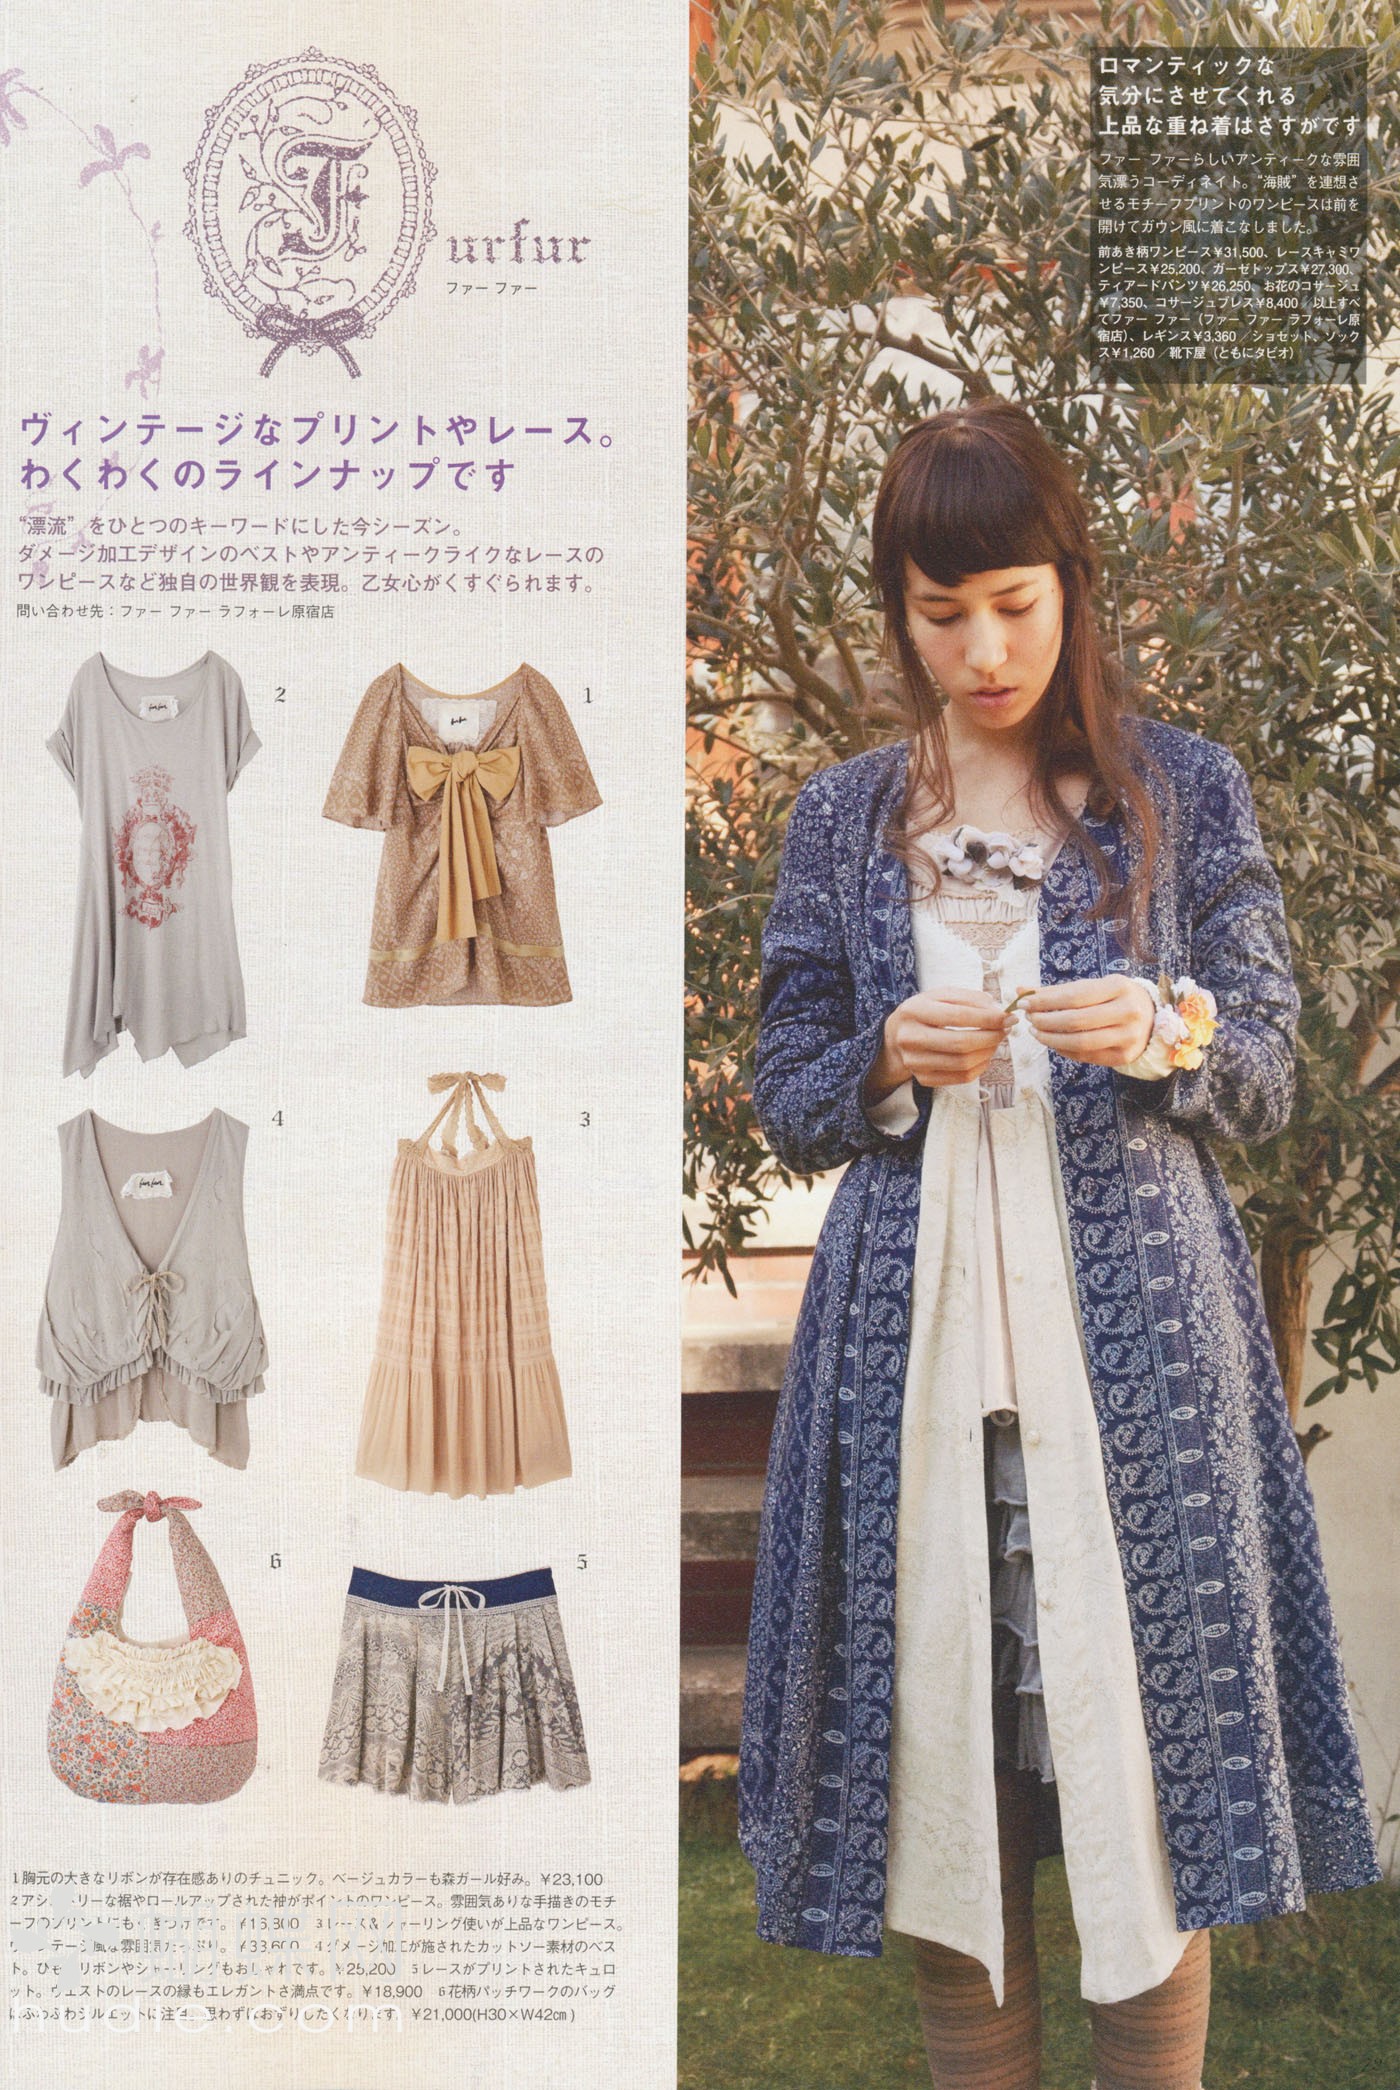 F
urfur
ファー ファー
ヴィンテージなプリントやレース。
わくわくのラインナップです
“漂流”をひとつのキーワードにした今シーズン。
ダメージ加工デザインのベストやアンティークライクなレースの
ワンピースなど独自の世界観を表現。乙女心がくすぐられます。
問い合わせ先：ファー ファー ラフォーレ原宿店
2
1
4
3
6
5
1胸元の大きなリボンが存在感ありのチュニック。ベージュカラーも森ガール好み。¥23,100
2アシンメトリーな裾やロールアップされた袖がポイントのワンピース。雰囲気ありな手描きのモチ
ーフのプリントにも ¥16,800 3レース＆シャーリング使いが上品なワンピース。
ヴィンテージ風な雰囲気たっぷり。¥33,600 4ダメージ加工が施されたカットソー素材のベス
ト。ひもリボンやシャーリングもおしゃれです。¥25,200 5レースがプリントされたキュロ
ット。ウエストのレースの縁もエレガントさ満点です。¥18,900 6花柄パッチワークのバッグ
はふわふわシルエットに注目。思わずほおずりしたくなります。¥21,000(H30×W42㎝)
nudie.com
ロマンティックな
気分にさせてくれる
上品な重ね着はさすがです
ファー ファーらしいアンティークな雰囲
気漂うコーディネイト。“海賊”を連想さ
せるモチーフプリントのワンピースは前を
開けてガウン風に着こなしました。
前あき柄ワンピース¥31,500、レースキャミワ
ンピース¥25,200、ガーゼトップス¥27,300、
ティアードパンツ¥26,250、お花のコサージュ
¥7,350、コサージュブレス¥8,400／以上すべ
てファー ファー（ファー ファー ラフォーレ原
宿店）、レギンス¥3,360／ショセット、ソック
ス¥1,260／靴下屋（ともにタビオ）